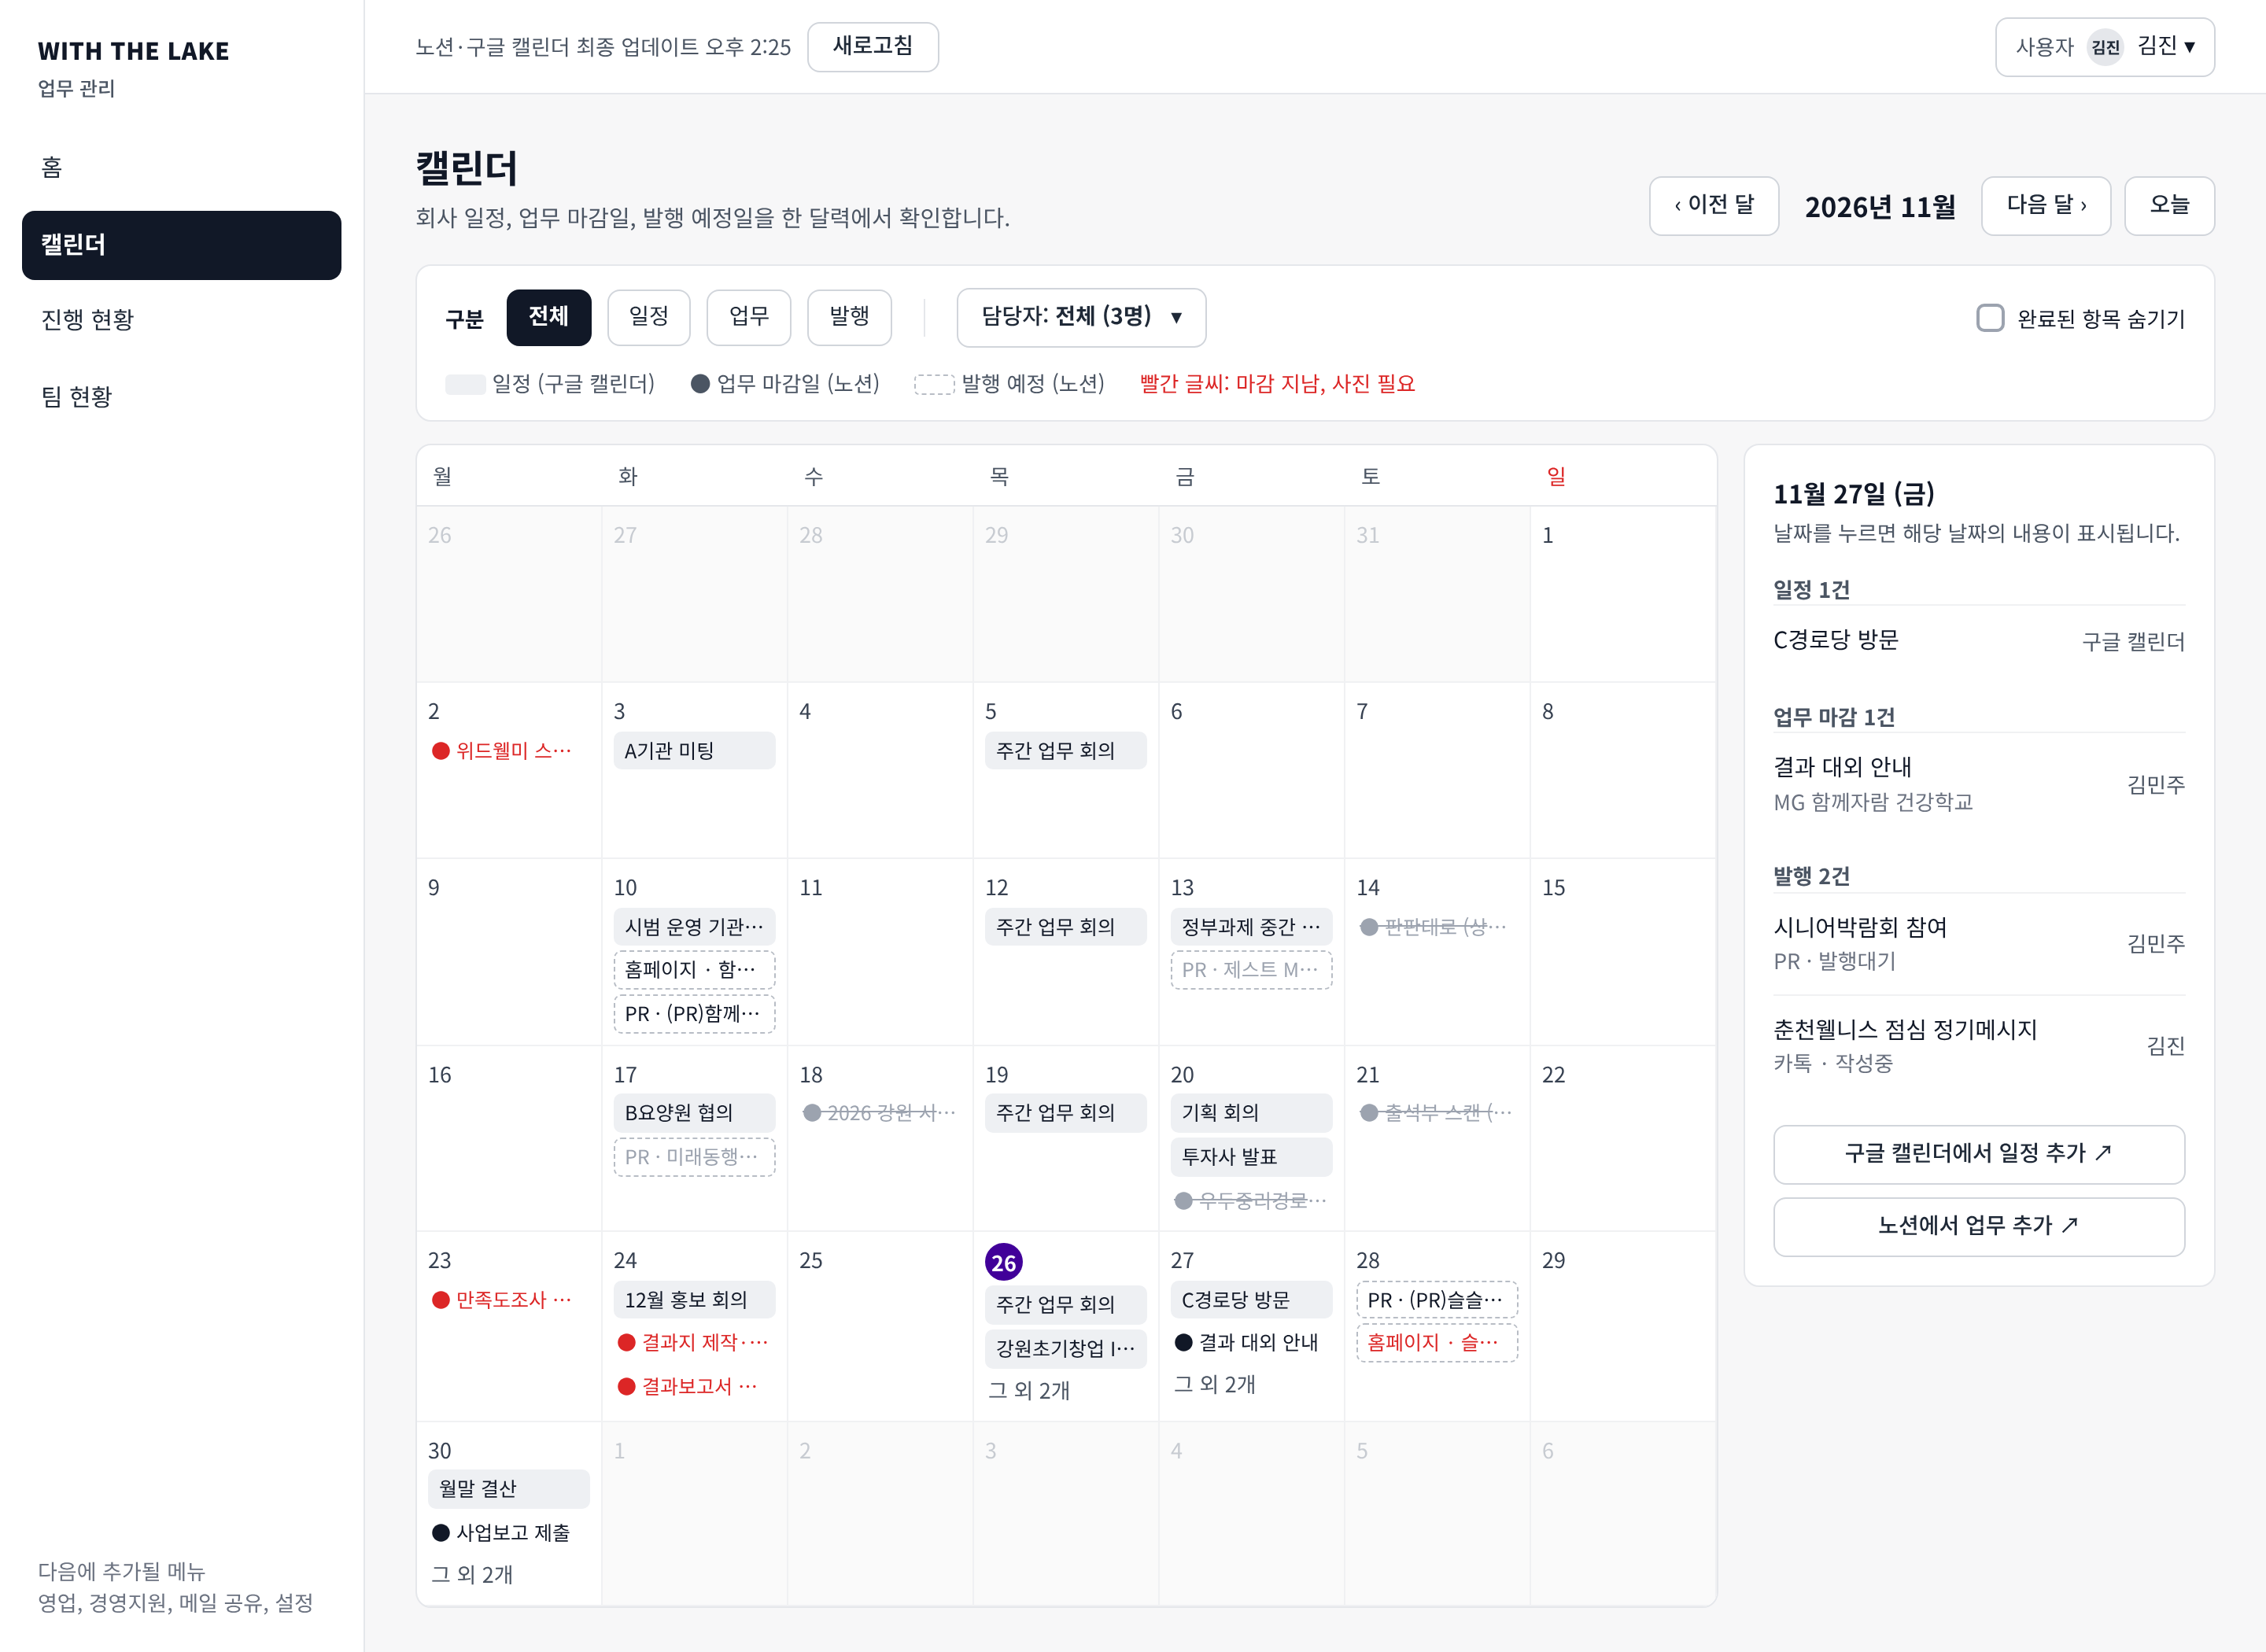 WITH THE LAKE
업무 관리
홈
캘린더
진행 현황
팀 현황
다음에 추가될 메뉴
영업, 경영지원, 메일 공유, 설정
노션·구글 캘린더 최종 업데이트 오후 2:25
새로고침
사용자 김진 김진 ▾
캘린더
회사 일정, 업무 마감일, 발행 예정일을 한 달력에서 확인합니다.
‹ 이전 달
2026년 11월
다음 달 ›
오늘
구분
전체
일정
업무
발행
담당자: 전체 (3명) ▾
완료된 항목 숨기기
일정 (구글 캘린더)
업무 마감일 (노션)
발행 예정 (노션)
빨간 글씨: 마감 지남, 사진 필요
월 화 수 목 금 토 일
26 27 28 29 30 31 1
2
위드웰미 스…
3
A기관 미팅
4
5
주간 업무 회의
6
7
8
9
10
시범 운영 기관…
홈페이지 · 함…
PR · (PR)함께…
11
12
주간 업무 회의
13
정부과제 중간 …
PR · 제스트 M…
14
판판대로 (상…
15
16
17
B요양원 협의
PR · 미래동행…
18
2026 강원 사…
19
주간 업무 회의
20
기획 회의
투자사 발표
우두중리경로…
21
출석부 스캔 (…
22
23
만족도조사 …
24
12월 홍보 회의
결과지 제작·…
결과보고서 …
25
26
주간 업무 회의
강원초기창업 I…
그 외 2개
27
C경로당 방문
결과 대외 안내
그 외 2개
28
PR · (PR)슬슬…
홈페이지 · 슬…
29
30
월말 결산
사업보고 제출
그 외 2개
1 2 3 4 5 6
11월 27일 (금)
날짜를 누르면 해당 날짜의 내용이 표시됩니다.
일정 1건
C경로당 방문
구글 캘린더
업무 마감 1건
결과 대외 안내
MG 함께자람 건강학교
김민주
발행 2건
시니어박람회 참여
PR · 발행대기
김민주
춘천웰니스 점심 정기메시지
카톡 · 작성중
김진
구글 캘린더에서 일정 추가 ↗
노션에서 업무 추가 ↗